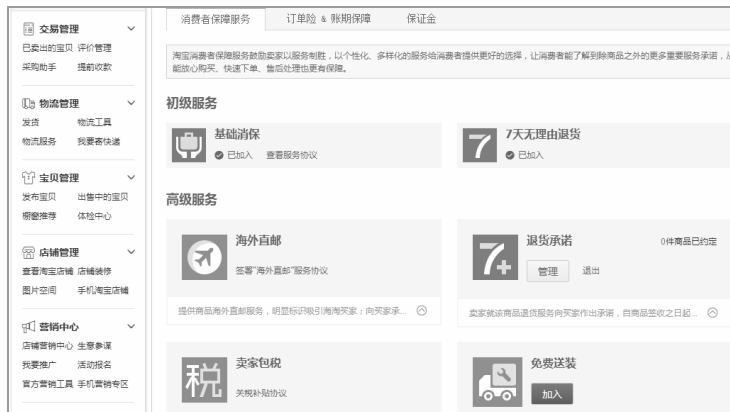 交易管理
已卖出的宝贝 评价管理
采购助手 提前收款
物流管理
发货 物流工具
物流服务 我要寄快递
宝贝管理
发布宝贝 出售中的宝贝
橱窗推荐 体检中心
店铺管理
查看淘宝店铺 店铺装修
图片空间 手机淘宝店铺
营销中心
店铺营销中心 生意参谋
我要推广 活动报名
官方营销工具 手机营销专区
消费者保障服务 订单险 & 账期保障 保证金
淘宝消费者保障服务鼓励卖家以服务制胜，以个性化、多样化的服务给消费者提供更好的选择，让消费者能了解到除商品之外的更多重要服务承诺，从
能放心购买、快速下单、售后处理也更有保障。
初级服务
基础消保
已加入 查看服务协议
7 7天无理由退货
已加入
高级服务
海外直邮
签署"海外直邮"服务协议
提供商品海外直邮服务，明显标识吸引海淘买家；向买家承...
7+ 退货承诺 0件商品已约定
管理 退出
卖家就该商品退货服务向买家作出承诺，自商品签收之日起...
税 卖家包税
关税补贴协议
免费送装
加入